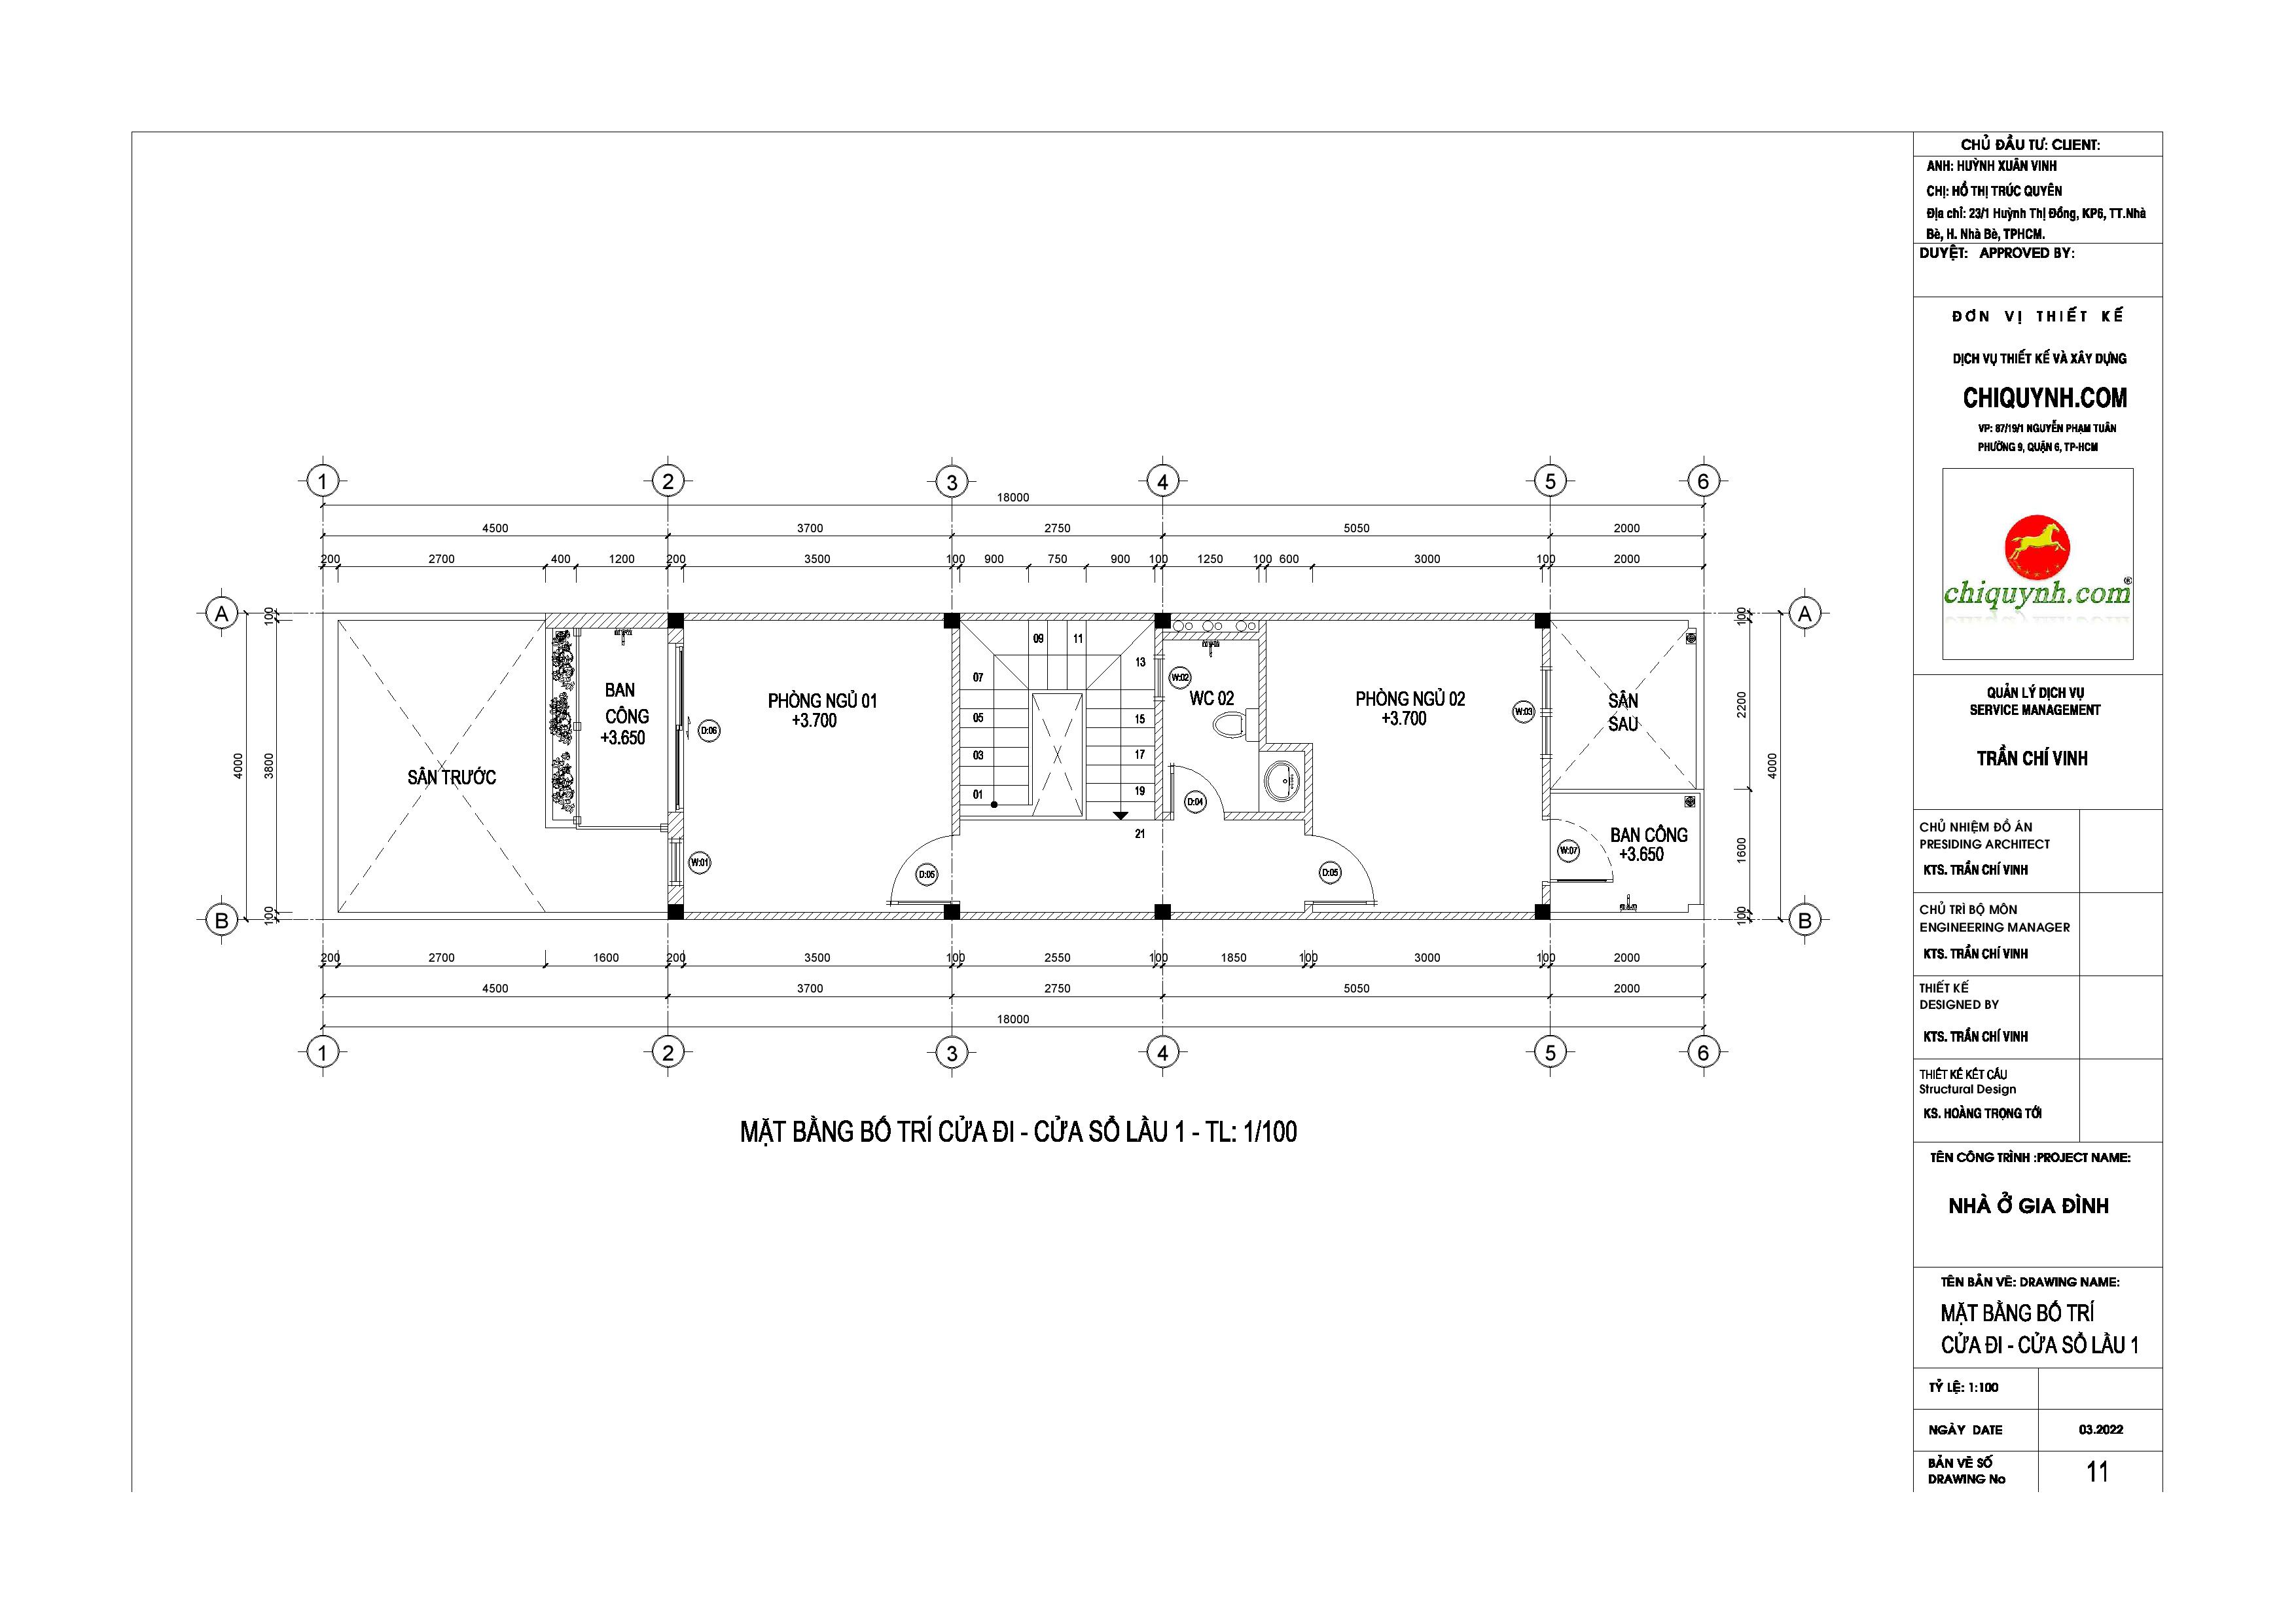 CHỦ ĐẦU TƯ: CLIENT:
ANH: HUỲNH XUÂN VINH
CHỊ: HỒ THỊ TRÚC QUYÊN
Địa chỉ: 23/1 Huỳnh Thị Đồng, KP6, TT.Nhà
Bè, H. Nhà Bè, TPHCM.
DUYỆT: APPROVED BY:
ĐƠN VỊ THIẾT KẾ
DỊCH VỤ THIẾT KẾ VÀ XÂY DỰNG
CHIQUYNH.COM
VP: 87/19/1 NGUYỄN PHẠM TUÂN
PHƯỜNG 9, QUẬN 6, TP-HCM
chiquynh.com®
QUẢN LÝ DỊCH VỤ
SERVICE MANAGEMENT
TRẦN CHÍ VINH
CHỦ NHIỆM ĐỒ ÁN
PRESIDING ARCHITECT
KTS. TRẦN CHÍ VINH
CHỦ TRÌ BỘ MÔN
ENGINEERING MANAGER
KTS. TRẦN CHÍ VINH
THIẾT KẾ
DESIGNED BY
KTS. TRẦN CHÍ VINH
THIẾT KẾ KẾT CẤU
Structural Design
KS. HOÀNG TRỌNG TỚI
TÊN CÔNG TRÌNH :PROJECT NAME:
NHÀ Ở GIA ĐÌNH
TÊN BẢN VẼ: DRAWING NAME:
MẶT BẰNG BỐ TRÍ
CỬA ĐI - CỬA SỔ LẦU 1
TỶ LỆ: 1:100
NGÀY DATE 03.2022
BẢN VẼ SỐ
DRAWING No 11
1 2 3 4 5 6
18000
4500 3700 2750 5050 2000
200 2700 400 1200 200 3500 100 900 750 900 100 1250 100 600 3000 100 2000
A A
100 100
4000 3800 2200 4000
1600
100 100
B B
SÂN TRƯỚC
BAN
CÔNG
+3.650
D:06
W:01
PHÒNG NGỦ 01
+3.700
D:05
09 11
07 13
05 15
03 17
01 19
21
W:02
WC 02
D:04
PHÒNG NGỦ 02
+3.700
W:03
D:05
SÂN
SAU
BAN CÔNG
+3.650
W:07
200 2700 1600 200 3500 100 2550 100 1850 100 3000 100 2000
4500 3700 2750 5050 2000
18000
1 2 3 4 5 6
MẶT BẰNG BỐ TRÍ CỬA ĐI - CỬA SỔ LẦU 1 - TL: 1/100